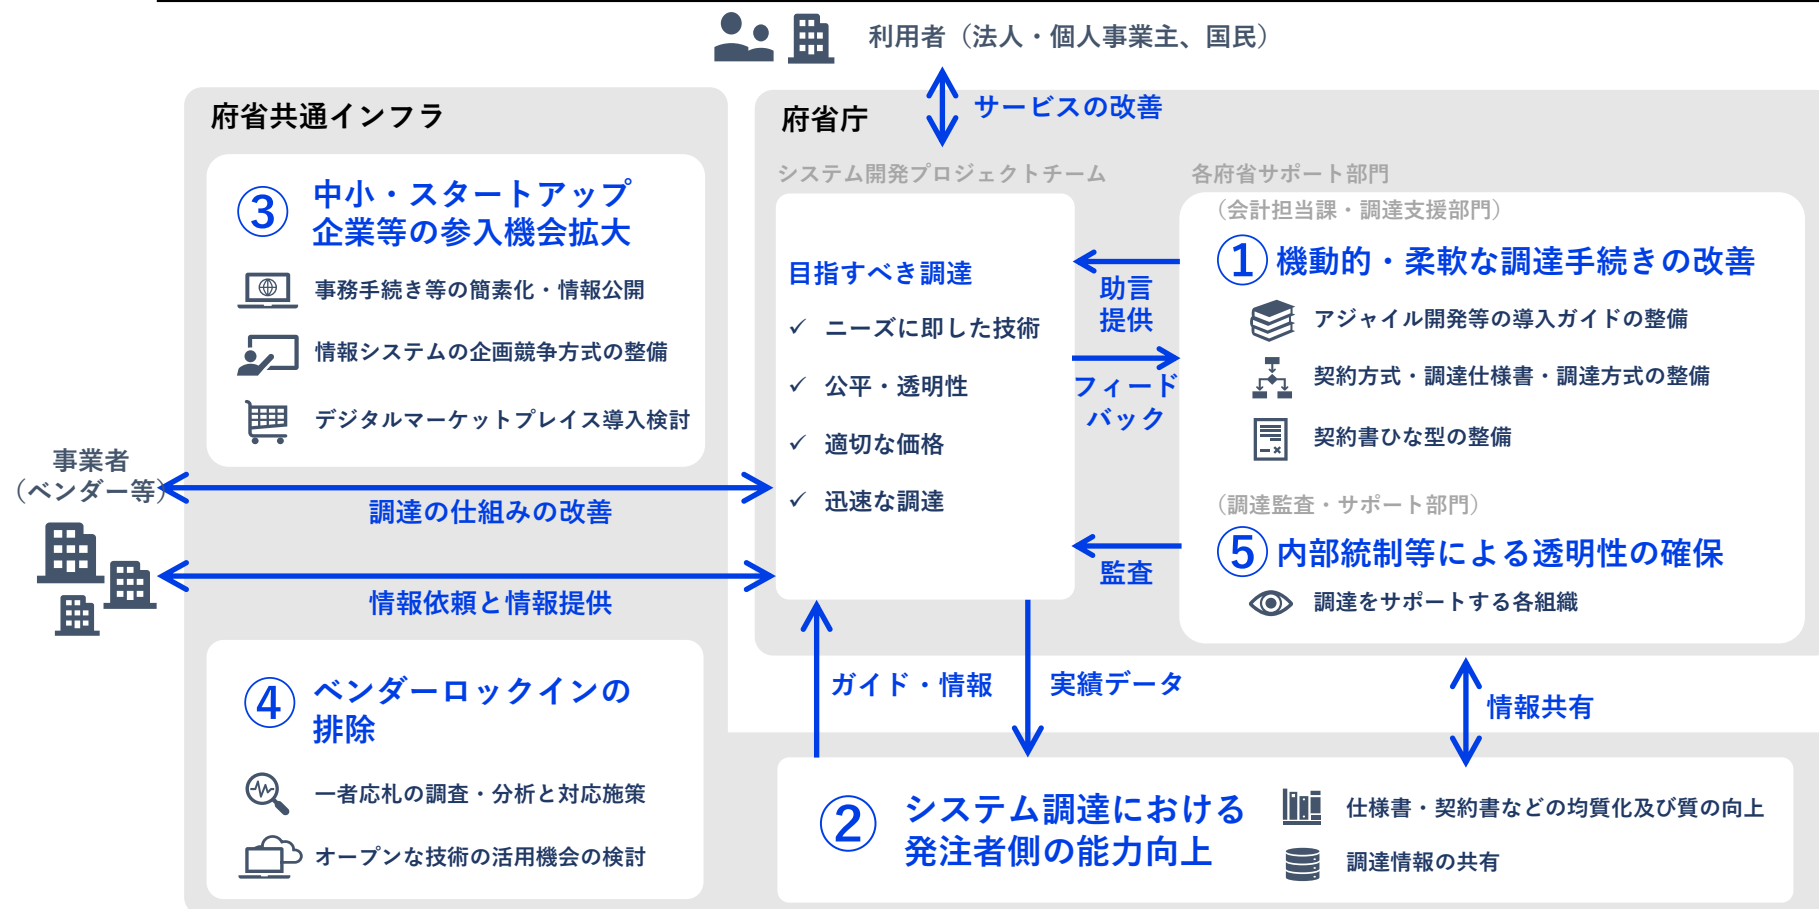 利用者（法人・個人事業主、国民）
サービスの改善
府省共通インフラ
③
中小・スタートアップ
企業等の参入機会拡大
事務手続き等の簡素化・情報公開
情報システムの企画競争方式の整備
デジタルマーケットプレイス導入検討
事業者
（ベンダー等）
調達の仕組みの改善
情報依頼と情報提供
④
ベンダーロックインの
排除
一者応札の調査・分析と対応施策
オープンな技術の活用機会の検討
府省庁
システム開発プロジェクトチーム
目指すべき調達
✓ ニーズに即した技術
✓ 公平・透明性
✓ 適切な価格
✓ 迅速な調達
助言
提供
フィード
バック
監査
各府省サポート部門
（会計担当課・調達支援部門）
① 機動的・柔軟な調達手続きの改善
アジャイル開発等の導入ガイドの整備
契約方式・調達仕様書・調達方式の整備
契約書ひな型の整備
（調達監査・サポート部門）
⑤ 内部統制等による透明性の確保
調達をサポートする各組織
ガイド・情報
実績データ
情報共有
②
システム調達における
発注者側の能力向上
仕様書・契約書などの均質化及び質の向上
調達情報の共有